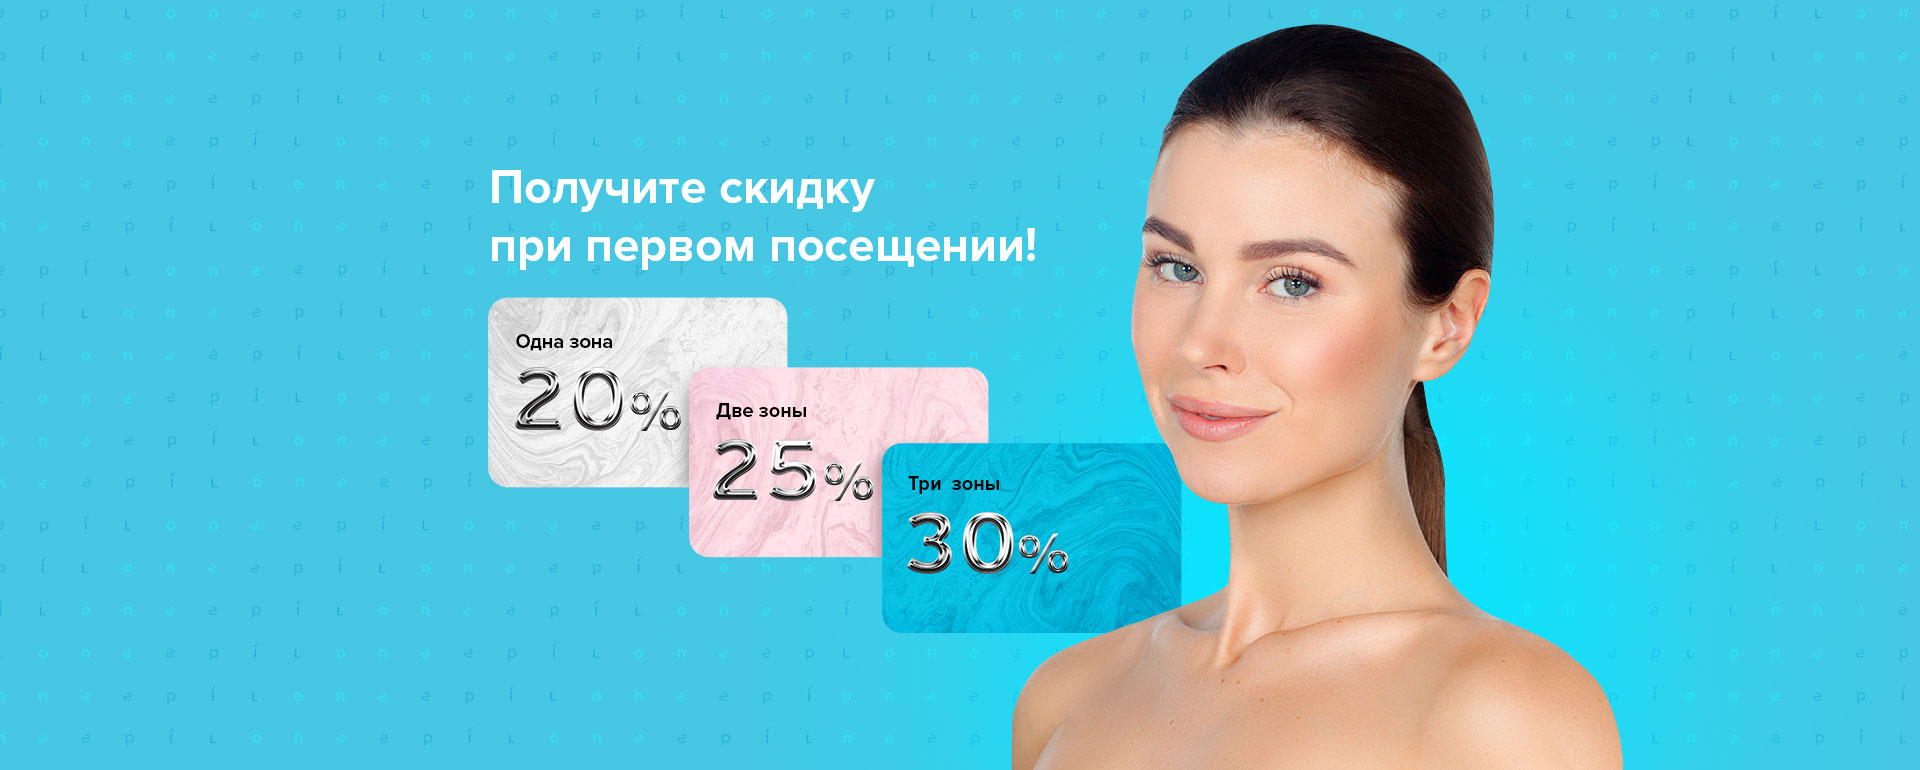 Получите скидку
при первом посещении!
Одна зона
20%
Две зоны
25%
Три зоны
30%